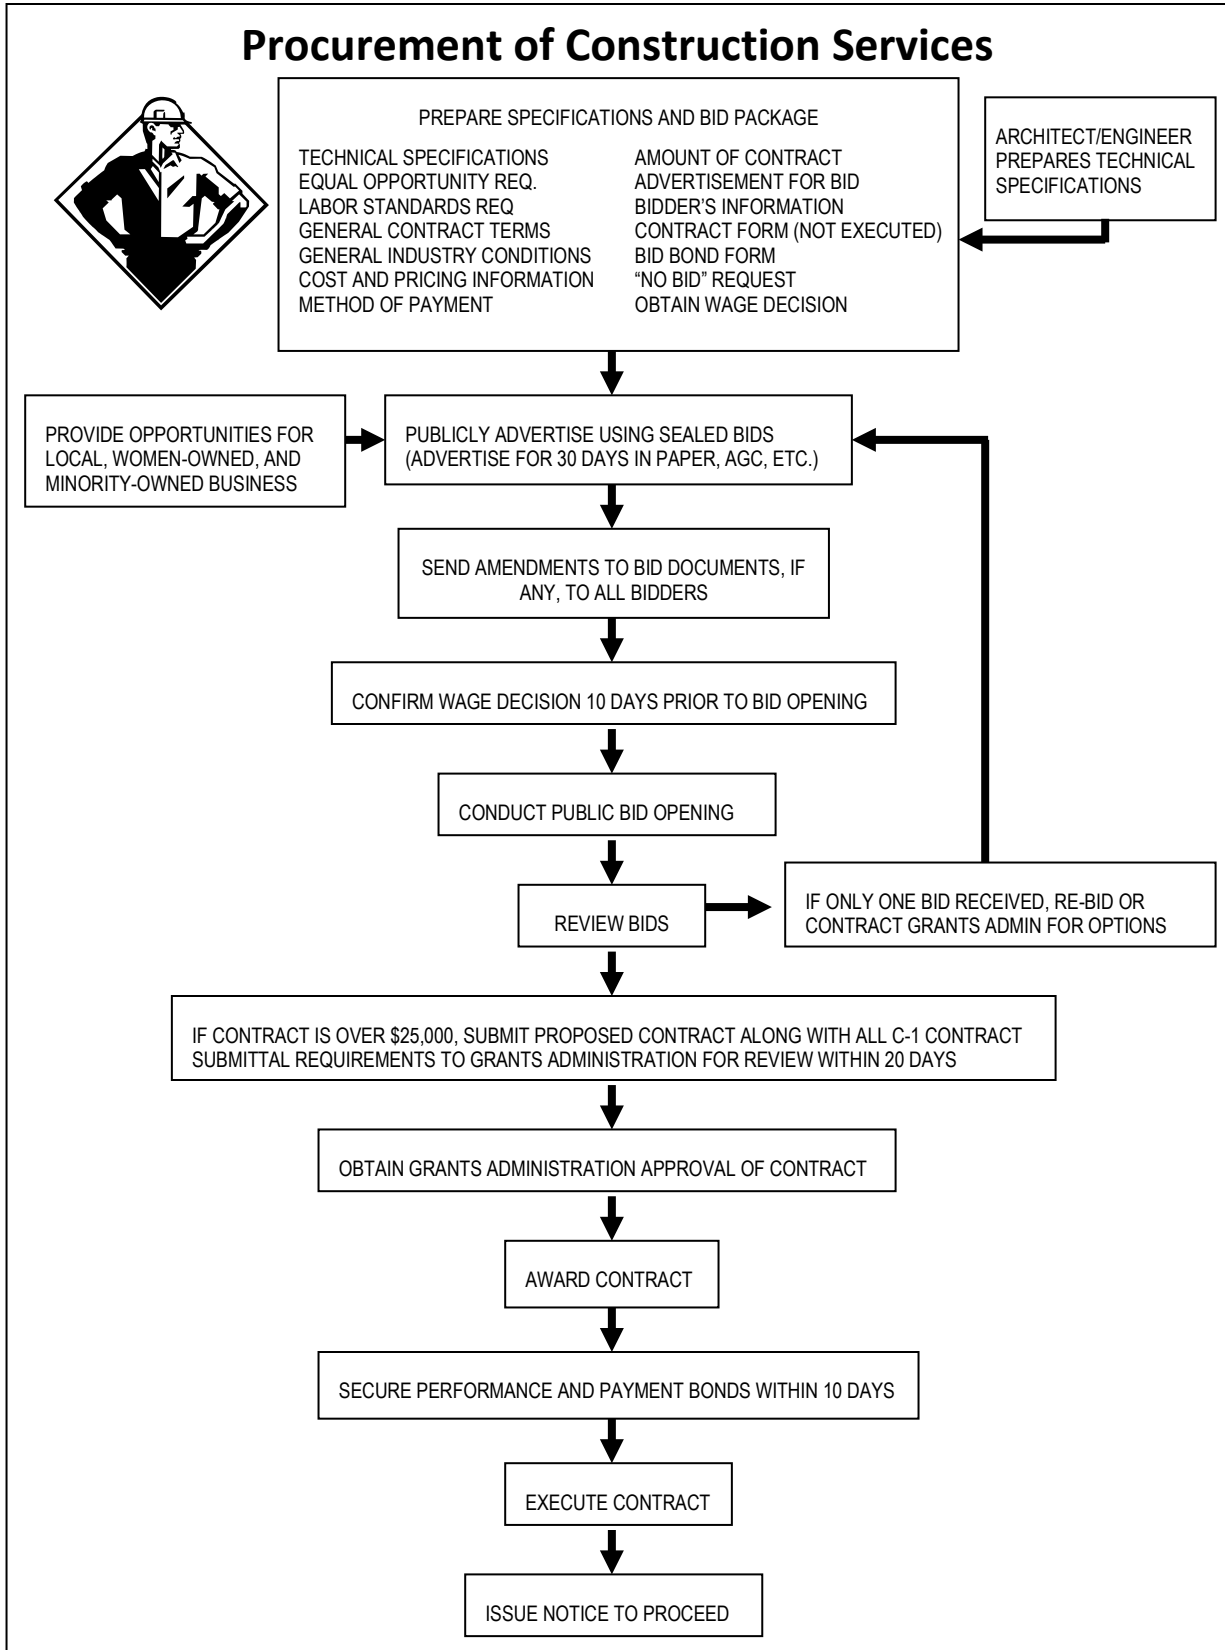 Procurement of Construction Services
PREPARE SPECIFICATIONS AND BID PACKAGE
TECHNICAL SPECIFICATIONS
EQUAL OPPORTUNITY REQ.
LABOR STANDARDS REQ
GENERAL CONTRACT TERMS
GENERAL INDUSTRY CONDITIONS
COST AND PRICING INFORMATION
METHOD OF PAYMENT
AMOUNT OF CONTRACT
ADVERTISEMENT FOR BID
BIDDER’S INFORMATION
CONTRACT FORM (NOT EXECUTED)
BID BOND FORM
“NO BID” REQUEST
OBTAIN WAGE DECISION
ARCHITECT/ENGINEER
PREPARES TECHNICAL
SPECIFICATIONS
PROVIDE OPPORTUNITIES FOR
LOCAL, WOMEN-OWNED, AND
MINORITY-OWNED BUSINESS
PUBLICLY ADVERTISE USING SEALED BIDS
(ADVERTISE FOR 30 DAYS IN PAPER, AGC, ETC.)
SEND AMENDMENTS TO BID DOCUMENTS, IF
ANY, TO ALL BIDDERS
CONFIRM WAGE DECISION 10 DAYS PRIOR TO BID OPENING
CONDUCT PUBLIC BID OPENING
REVIEW BIDS
IF ONLY ONE BID RECEIVED, RE-BID OR
CONTRACT GRANTS ADMIN FOR OPTIONS
IF CONTRACT IS OVER $25,000, SUBMIT PROPOSED CONTRACT ALONG WITH ALL C-1 CONTRACT
SUBMITTAL REQUIREMENTS TO GRANTS ADMINISTRATION FOR REVIEW WITHIN 20 DAYS
OBTAIN GRANTS ADMINISTRATION APPROVAL OF CONTRACT
AWARD CONTRACT
SECURE PERFORMANCE AND PAYMENT BONDS WITHIN 10 DAYS
EXECUTE CONTRACT
ISSUE NOTICE TO PROCEED